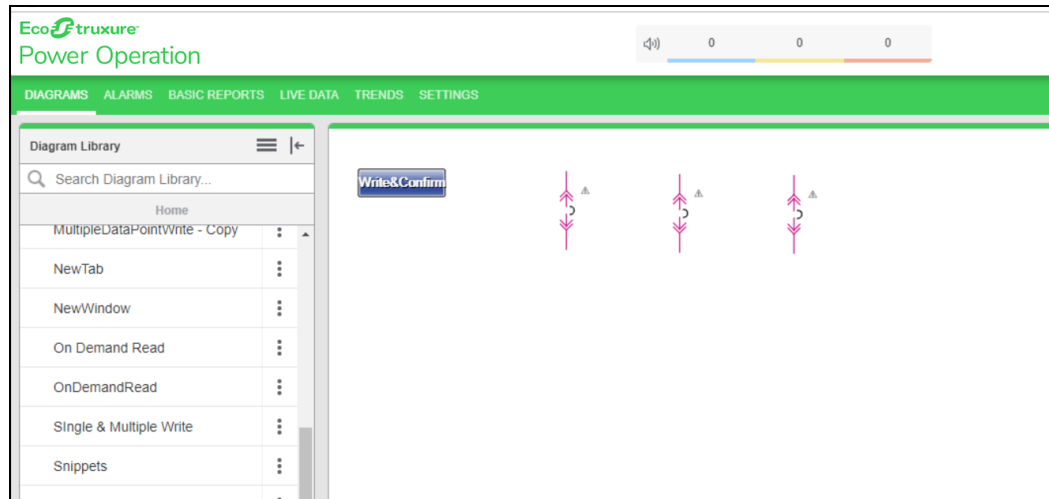 EcoStruxure
Power Operation
0 0 0
DIAGRAMS ALARMS BASIC REPORTS LIVE DATA TRENDS SETTINGS
Diagram Library
Search Diagram Library...
Home
MultipleDataPointWrite - Copy
NewTab
NewWindow
On Demand Read
OnDemandRead
SIngle & Multiple Write
Snippets
Write&Confirm